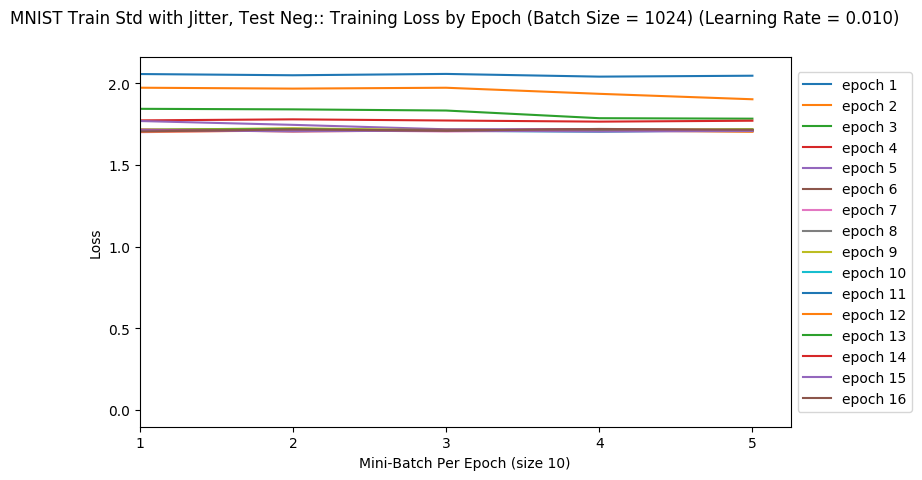 MNIST Train Std with Jitter, Test Neg:: Training Loss by Epoch (Batch Size = 1024) (Learning Rate = 0.010)
2.0
1.5
1.0
0.5
0.0
Loss
1
2
3
4
5
Mini-Batch Per Epoch (size 10)
epoch 1
epoch 2
epoch 3
epoch 4
epoch 5
epoch 6
epoch 7
epoch 8
epoch 9
epoch 10
epoch 11
epoch 12
epoch 13
epoch 14
epoch 15
epoch 16